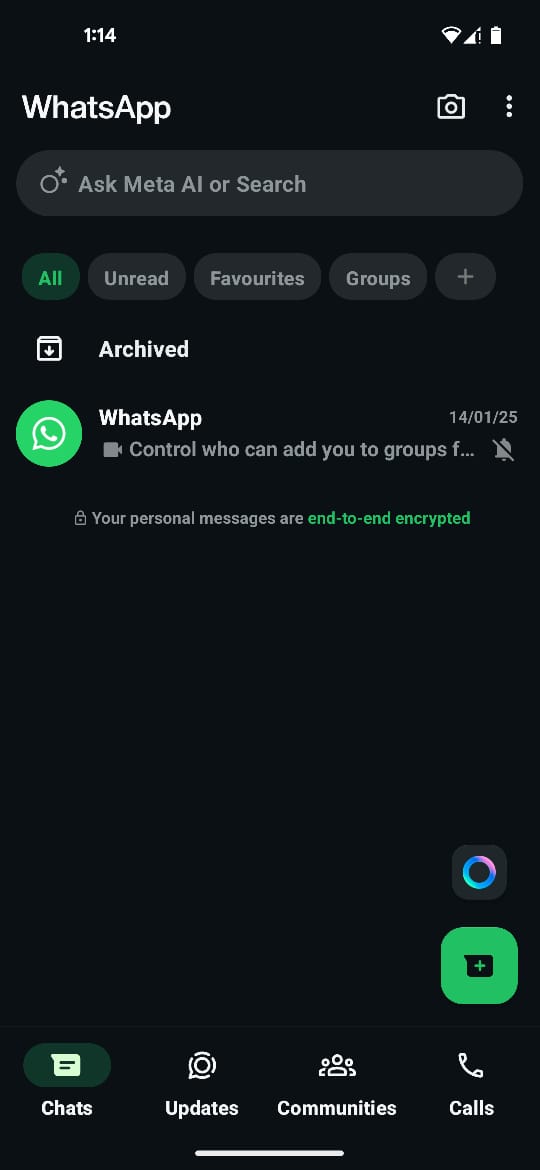 1:14
WhatsApp
Ask Meta AI or Search
All Unread Favourites Groups +
Archived
WhatsApp 14/01/25
Control who can add you to groups f...
Your personal messages are end-to-end encrypted
Chats Updates Communities Calls